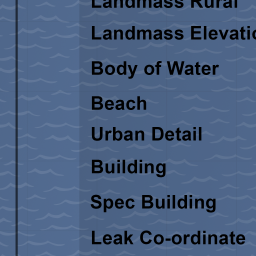 Landmass Rural
Landmass Elevatio
Body of Water
Beach
Urban Detail
Building
Spec Building
Leak Co-ordinate